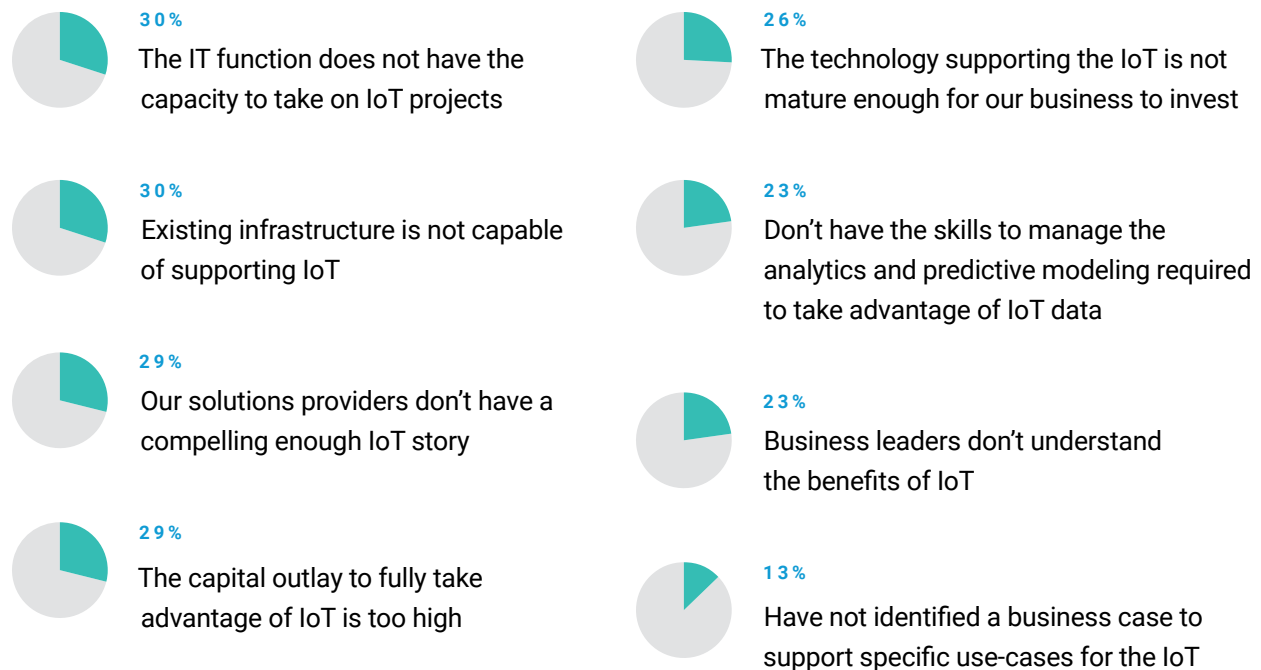 30%
The IT function does not have the
capacity to take on IoT projects
30%
Existing infrastructure is not capable
of supporting IoT
29%
Our solutions providers don’t have a
compelling enough IoT story
29%
The capital outlay to fully take
advantage of IoT is too high
26%
The technology supporting the IoT is not
mature enough for our business to invest
23%
Don’t have the skills to manage the
analytics and predictive modeling required
to take advantage of IoT data
23%
Business leaders don’t understand
the benefits of IoT
13%
Have not identified a business case to
support specific use-cases for the IoT